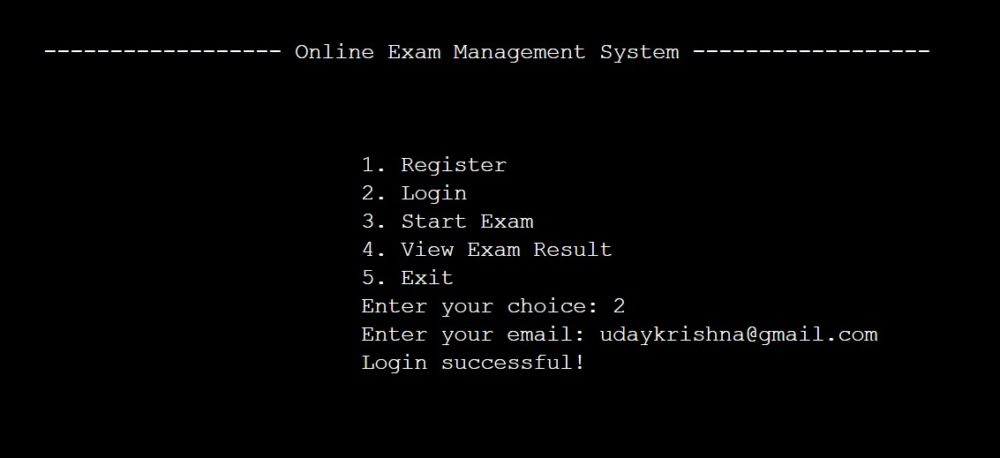 ------------------ Online Exam Management System ------------------
1. Register
2. Login
3. Start Exam
4. View Exam Result
5. Exit
Enter your choice: 2
Enter your email: udaykrishna@gmail.com
Login successful!